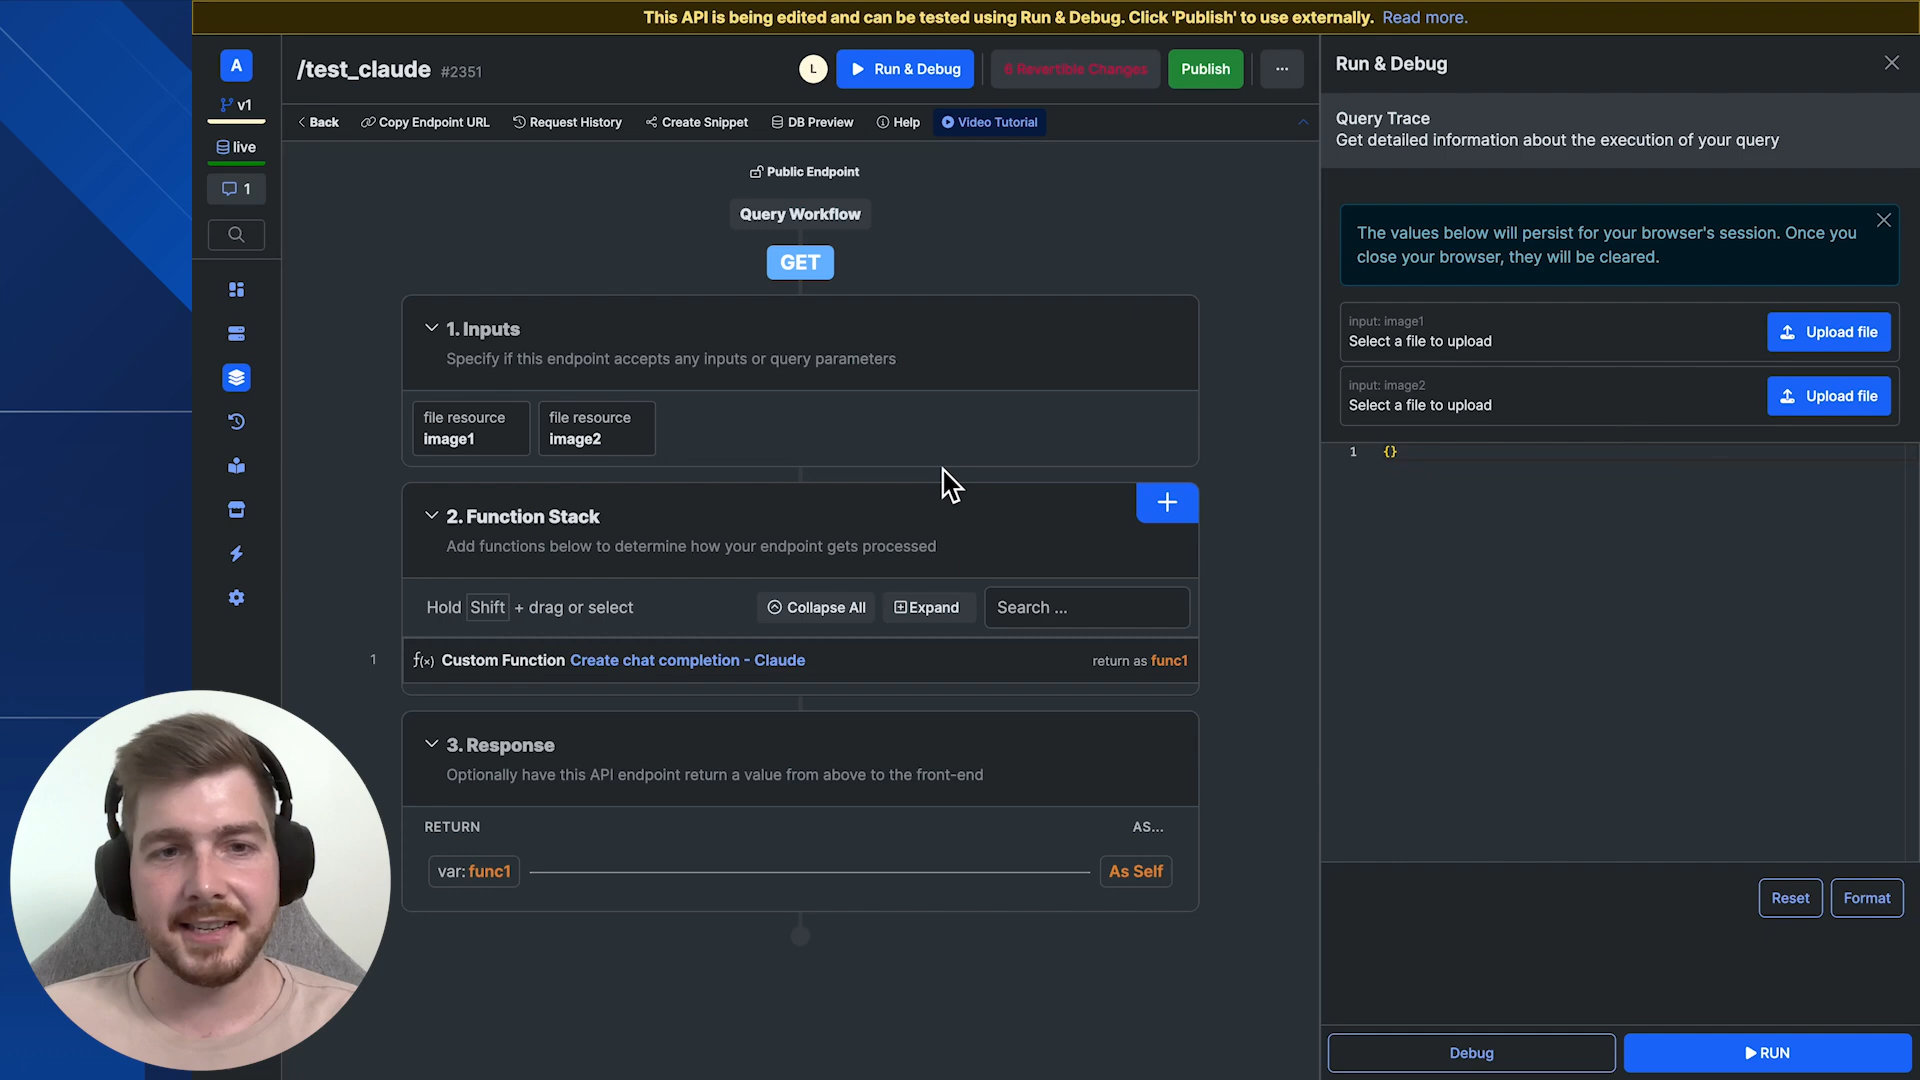 This API is being edited and can be tested using Run & Debug. Click 'Publish' to use externally. Read more.
A
v1
live
1
/test_claude #2351
L
Run & Debug
6 Revertible Changes
Publish
...
Back
Copy Endpoint URL
Request History
Create Snippet
DB Preview
Help
Video Tutorial
Public Endpoint
Query Workflow
GET
1. Inputs
Specify if this endpoint accepts any inputs or query parameters
file resource
image1
file resource
image2
2. Function Stack
Add functions below to determine how your endpoint gets processed
Hold Shift + drag or select
Collapse All
Expand
Search ...
1
f(x) Custom Function Create chat completion - Claude
return as func1
3. Response
Optionally have this API endpoint return a value from above to the front-end
RETURN
AS...
var: func1
As Self
Run & Debug
Query Trace
Get detailed information about the execution of your query
The values below will persist for your browser's session. Once you
close your browser, they will be cleared.
input: image1
Select a file to upload
Upload file
input: image2
Select a file to upload
Upload file
1 {}
Reset
Format
Debug
RUN